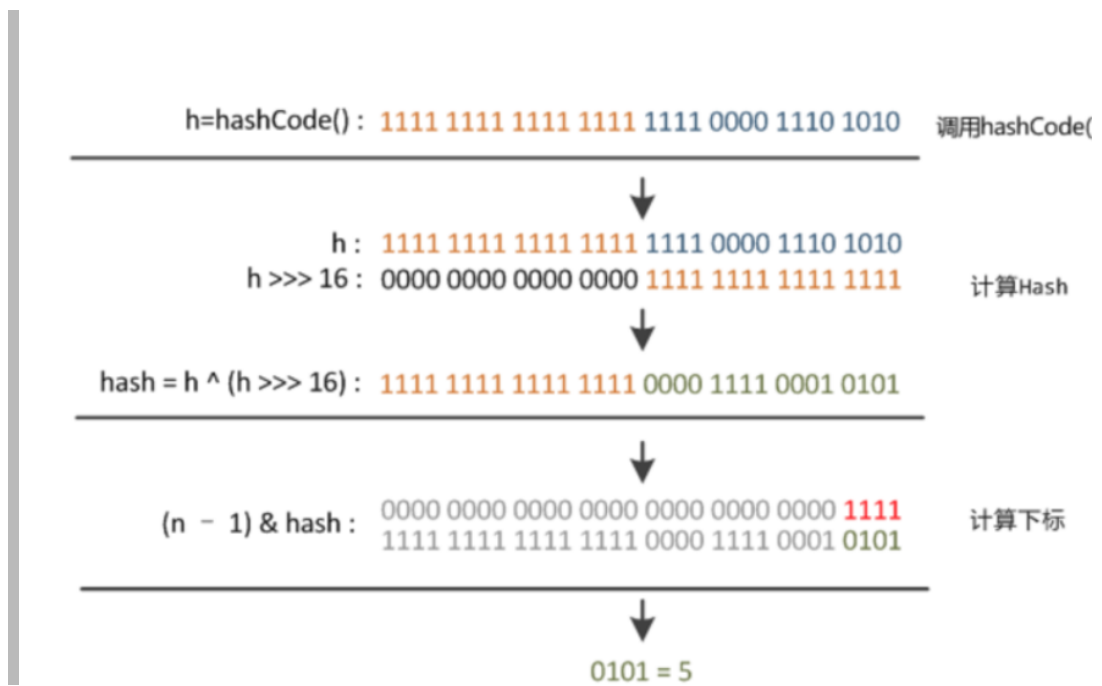 h=hashCode() : 1111 1111 1111 1111 1111 0000 1110 1010 调用hashCode(
h : 1111 1111 1111 1111 1111 0000 1110 1010
h >>> 16 : 0000 0000 0000 0000 1111 1111 1111 1111 计算Hash
hash = h ^ (h >>> 16) : 1111 1111 1111 1111 0000 1111 0001 0101
(n - 1) & hash : 0000 0000 0000 0000 0000 0000 0000 1111 计算下标
1111 1111 1111 1111 0000 1111 0001 0101
0101 = 5